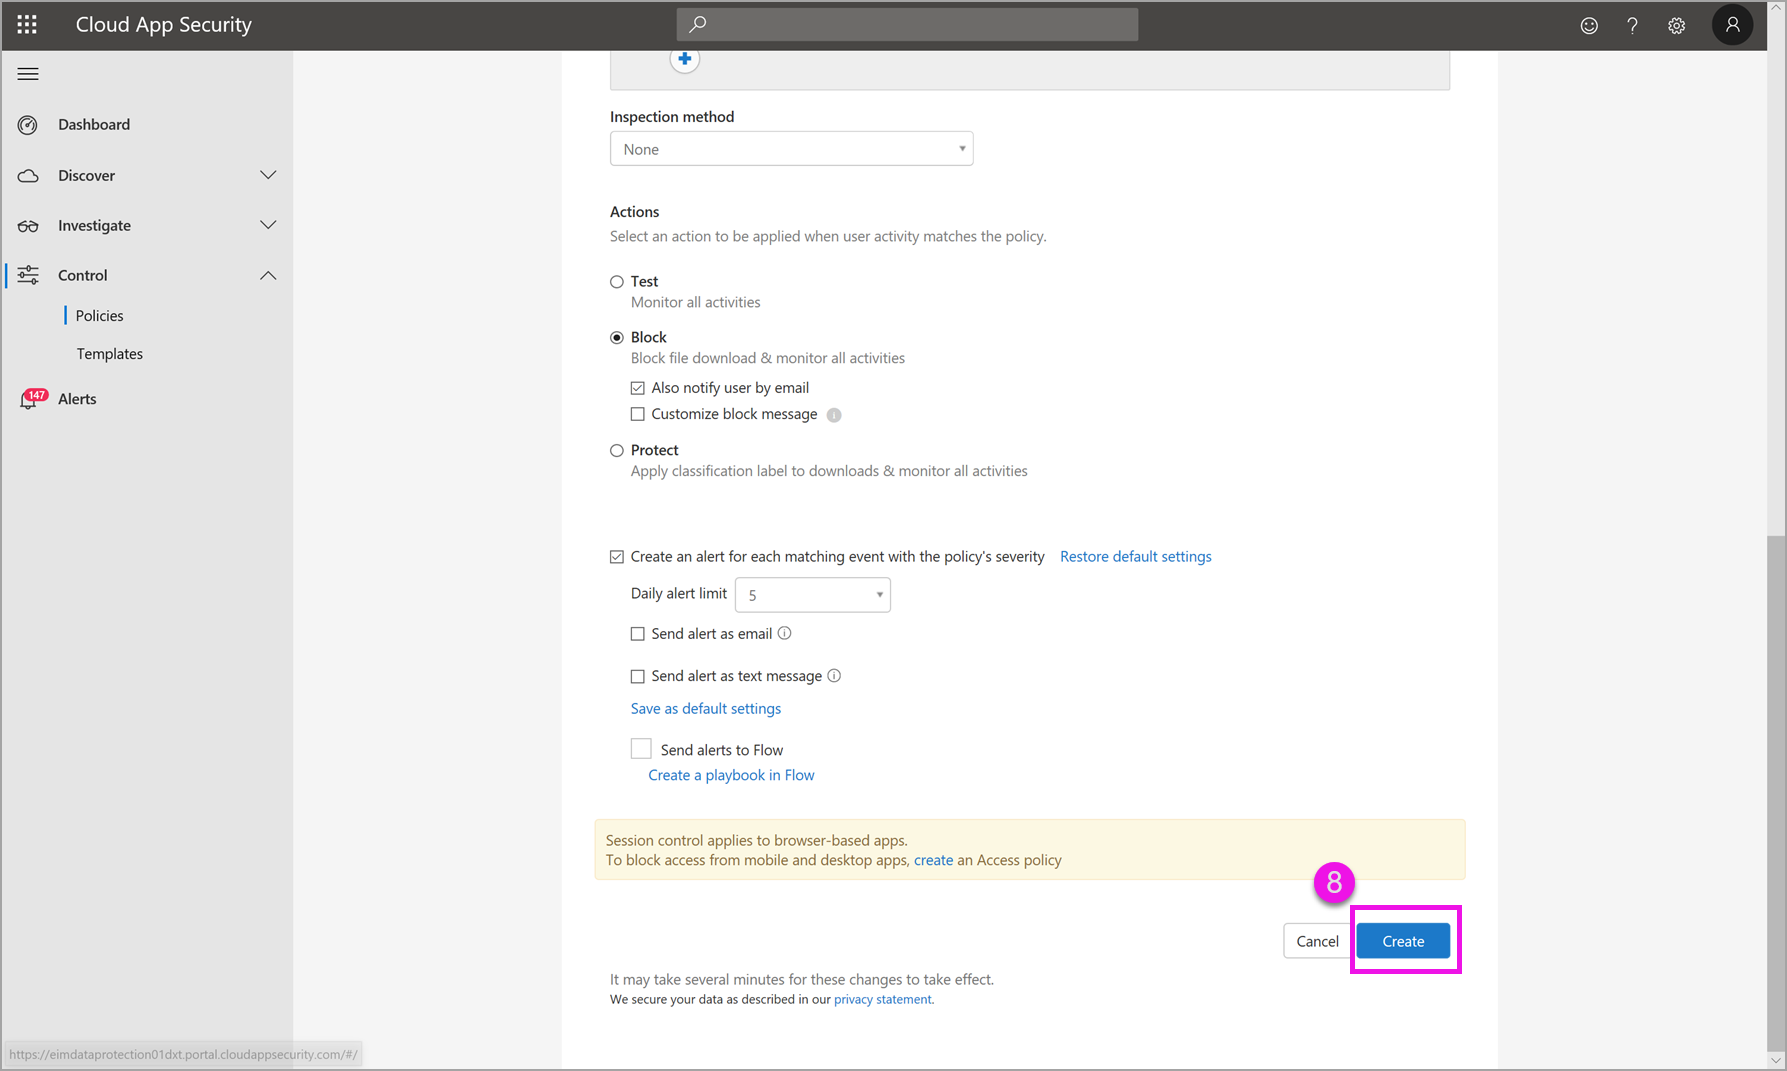 Cloud App Security
Dashboard
Discover
Investigate
Control
Policies
Templates
147
Alerts
Inspection method
None
Actions
Select an action to be applied when user activity matches the policy.
Test
Monitor all activities
Block
Block file download & monitor all activities
Also notify user by email
Customize block message
Protect
Apply classification label to downloads & monitor all activities
Create an alert for each matching event with the policy's severity Restore default settings
Daily alert limit 5
Send alert as email
Send alert as text message
Save as default settings
Send alerts to Flow
Create a playbook in Flow
Session control applies to browser-based apps.
To block access from mobile and desktop apps, create an Access policy
8
Cancel Create
It may take several minutes for these changes to take effect.
We secure your data as described in our privacy statement.
https://eimdataprotection01dxt.portal.cloudappsecurity.com/#/